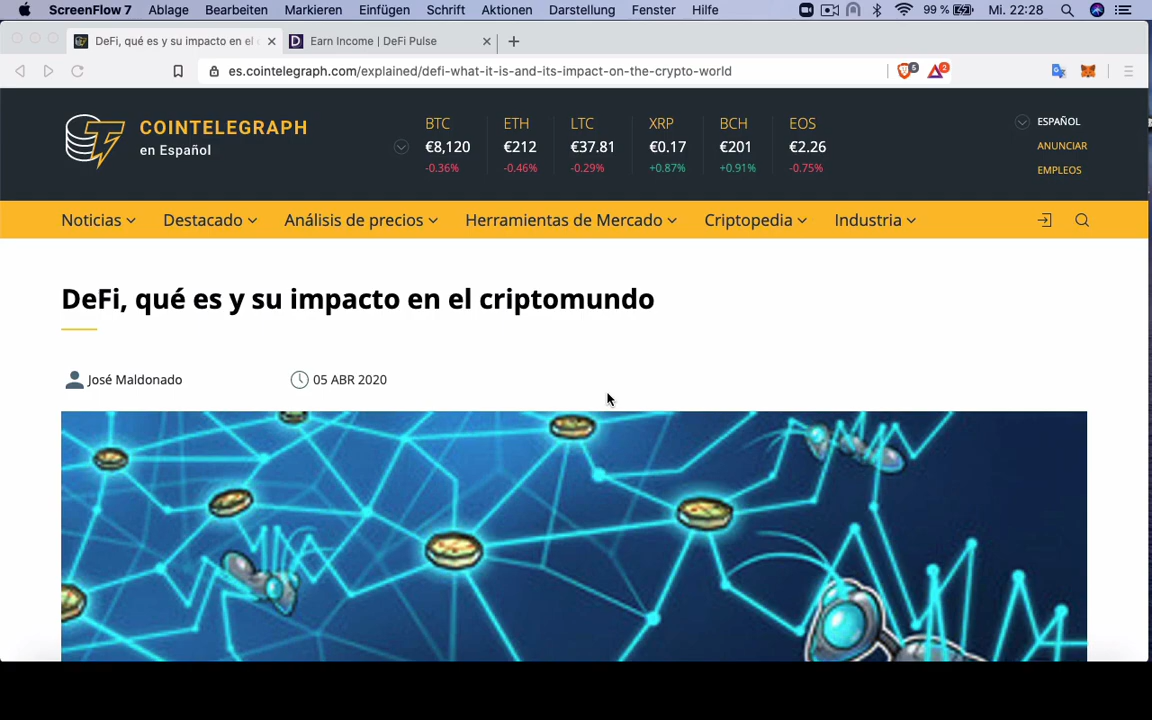 ScreenFlow 7 Ablage Bearbeiten Einfügen Schrift Markieren Aktionen Darstellung Fenster Hilfe 99 % Mi. 22:28
DeFi, qué es y su impacto en el Earn Income | DeFi Pulse
es.cointelegraph.com/explained/defi-what-it-is-and-its-impact-on-the-crypto-world 5 2
COINTELEGRAPH
en Español
BTC ETH LTC XRP BCH EOS
€8,120 €212 €37.81 €0.17 €201 €2.26
-0.36% -0.46% -0.29% +0.87% +0.91% -0.75%
ESPAÑOL
ANUNCIAR
EMPLEOS
Noticias Destacado Análisis de precios Herramientas de Mercado Criptopedia Industria
DeFi, qué es y su impacto en el criptomundo
José Maldonado 05 ABR 2020